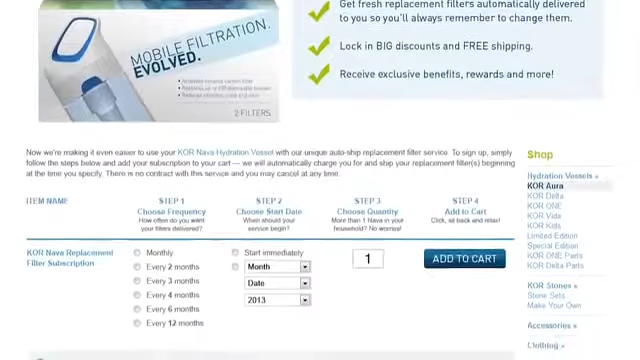 Get fresh replacement filters automatically delivered
to you so you'll always remember to change them.
Lock in BIG discounts and FREE shipping.
Receive exclusive benefits, rewards and more!
MOBILE FILTRATION.
EVOLVED.
2 FILTERS
Now we're making it even easier to use your KOR Nava Hydration Vessel with our unique auto-ship replacement filter service. To sign up, simply
follow the steps below and add your subscription to your cart — we will automatically charge you for and ship your replacement filter(s) beginning
at the time you specify. There is no contract with this service and you may cancel at any time.
ITEM NAME
STEP 1
Choose Frequency
How often do you want
your filters delivered?
STEP 2
Choose Start Date
When should your
service begin?
STEP 3
Choose Quantity
More than 1 Nava in your
household? No worries!
STEP 4
Add to Cart
Click, sit back and relax!
KOR Nava Replacement
Filter Subscription
Monthly
Every 2 months
Every 3 months
Every 4 months
Every 6 months
Every 12 months
Start immediately
Month
Date
2013
1
ADD TO CART
Shop
Hydration Vessels »
KOR Aura
KOR Delta
KOR ONE
KOR Vida
KOR Kids
Limited Edition
Special Edition
KOR ONE Parts
KOR Delta Parts
KOR Stones »
Stone Sets
Make Your Own
Accessories »
Clothing »